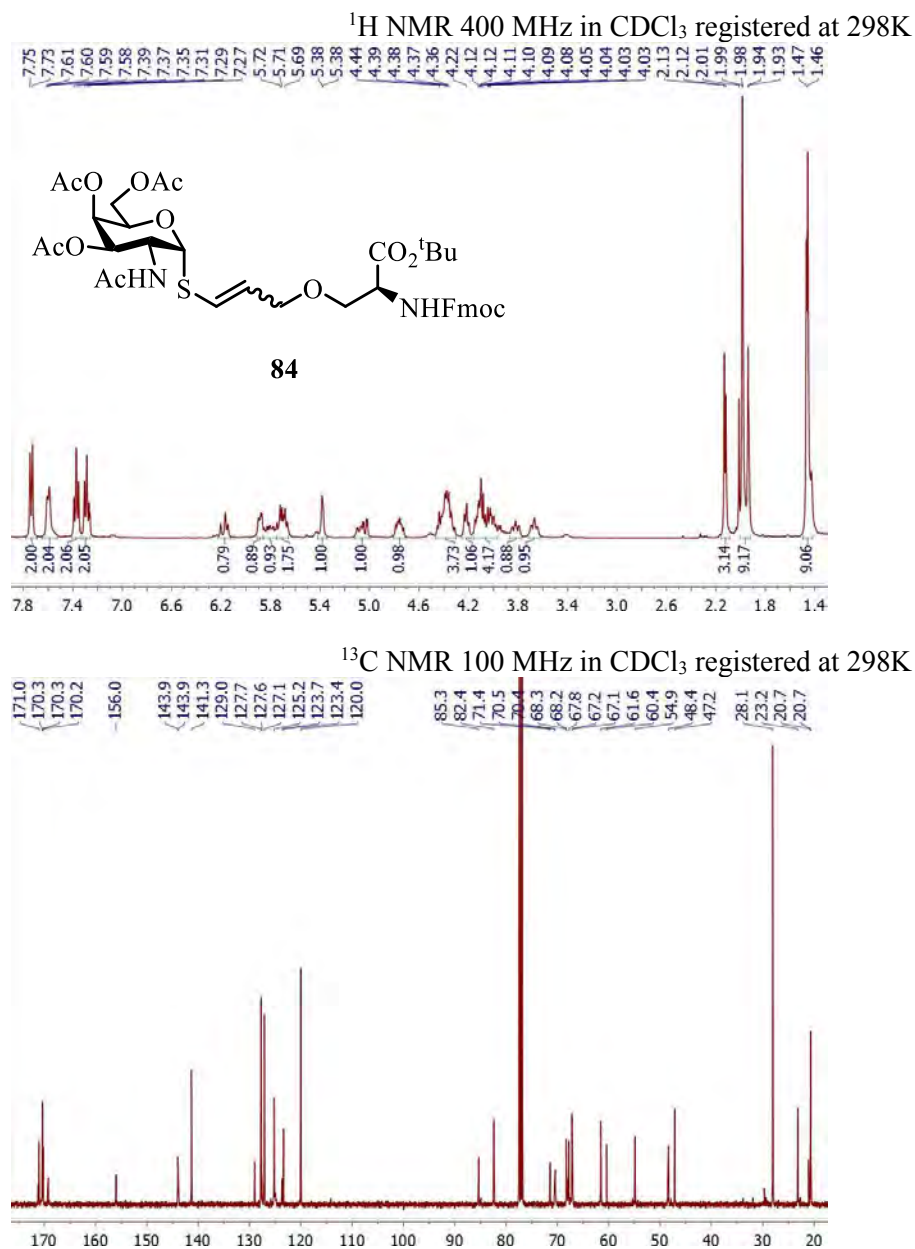 ¹H NMR 400 MHz in CDCl₃ registered at 298K
7.75 7.73 7.61 7.60 7.59 7.58 7.39 7.37 7.35 7.31 7.29 7.27 5.72 5.71 5.69 5.38 5.38 4.44 4.39 4.38 4.37 4.36 4.22 4.12 4.12 4.11 4.10 4.09 4.08 4.05 4.04 4.03 4.03 2.13 2.12 2.01 1.99 1.98 1.94 1.93 1.47 1.46
AcO OAc
O
AcO
AcHN
S
O
CO₂ᵗBu
NHFmoc
84
2.00 2.04 2.06 2.05 0.79 0.89 0.93 1.75 1.00 1.00 0.98 3.73 1.06 4.17 0.88 0.95 3.14 9.17 9.06
7.8 7.4 7.0 6.6 6.2 5.8 5.4 5.0 4.6 4.2 3.8 3.4 3.0 2.6 2.2 1.8 1.4
¹³C NMR 100 MHz in CDCl₃ registered at 298K
171.0 170.3 170.3 170.2 156.0 143.9 143.9 141.3 129.0 127.7 127.6 127.1 125.2 123.7 123.4 120.0 85.3 82.4 71.4 70.5 70.4 68.3 68.2 67.8 67.2 67.1 61.6 60.4 54.9 48.4 47.2 28.1 23.2 20.7 20.7
170 160 150 140 130 120 110 100 90 80 70 60 50 40 30 20